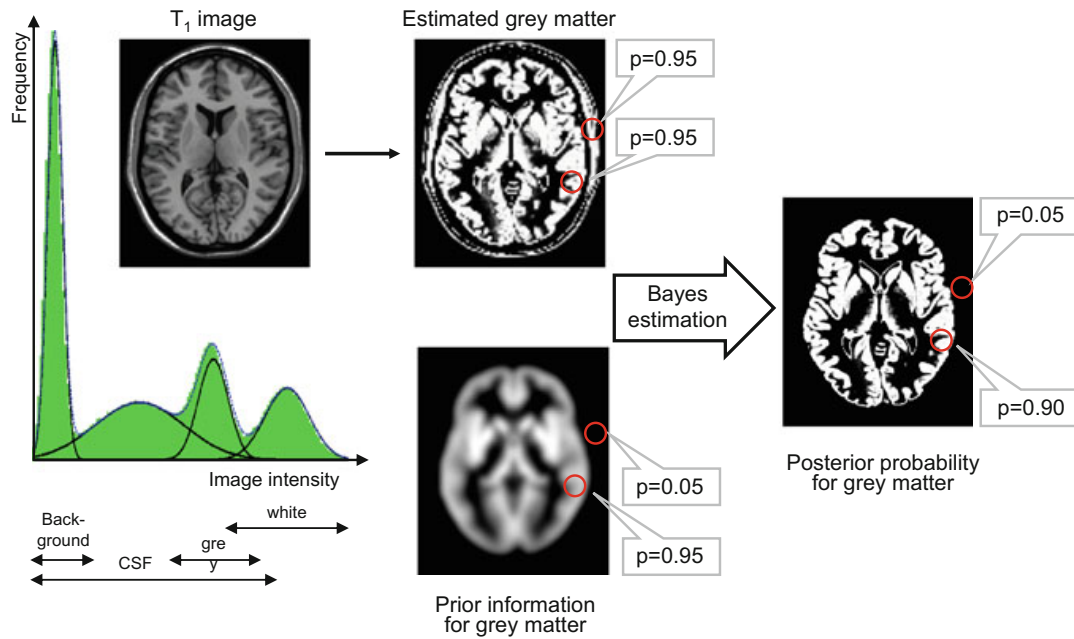 T1 image
Estimated grey matter
Frequency
p=0.95
p=0.95
Bayes
estimation
p=0.05
p=0.90
Posterior probability
for grey matter
Image intensity
p=0.05
p=0.95
white
Back-
ground
CSF
gre
y
Prior information
for grey matter